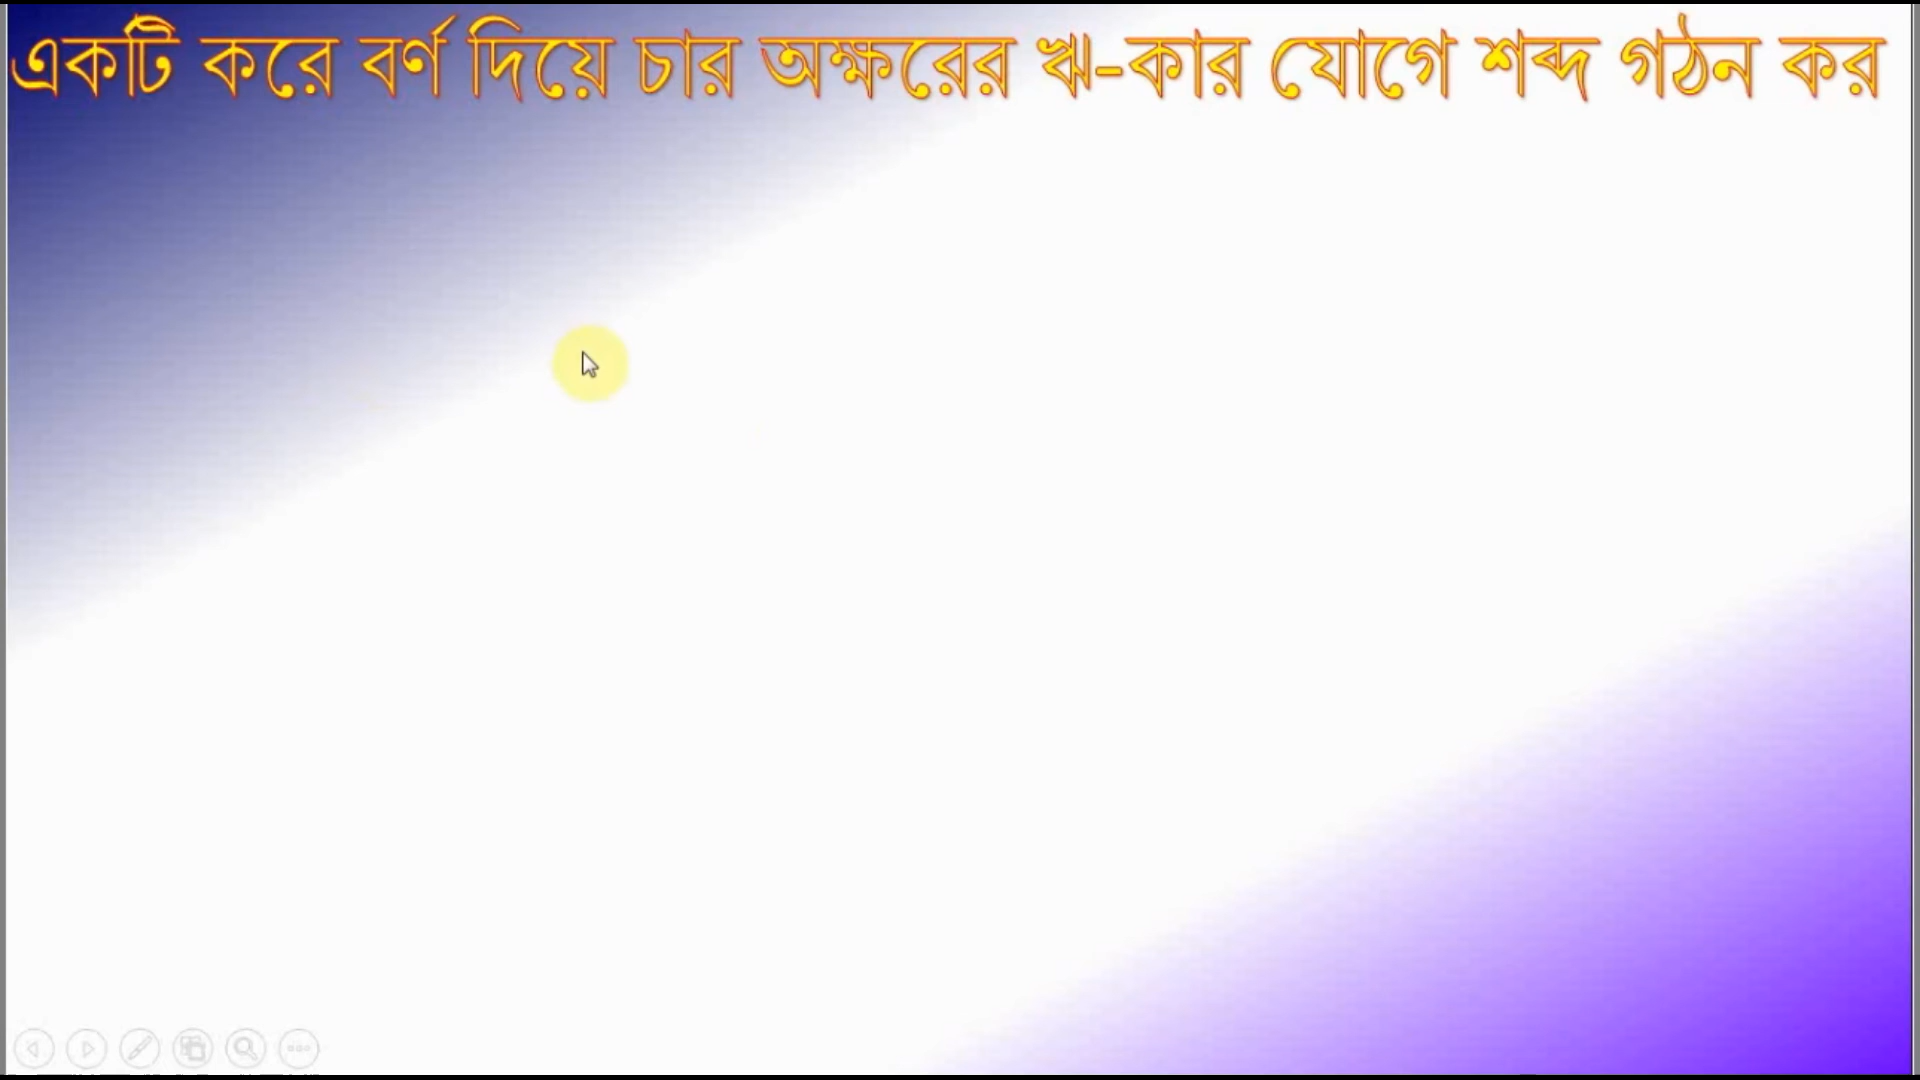 একটি করে বর্ণ দিয়ে চার অক্ষরের ঋ-কার যোগে শব্দ গঠন কর